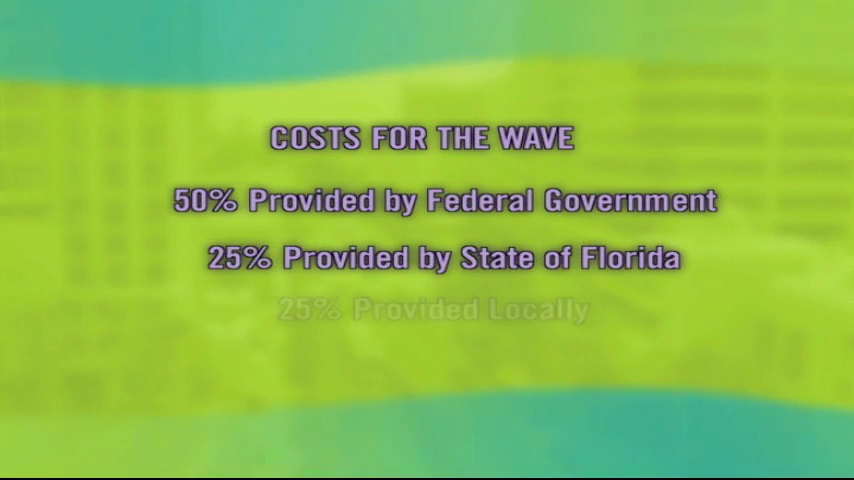 COSTS FOR THE WAVE
50% Provided by Federal Government
25% Provided by State of Florida
25% Provided Locally